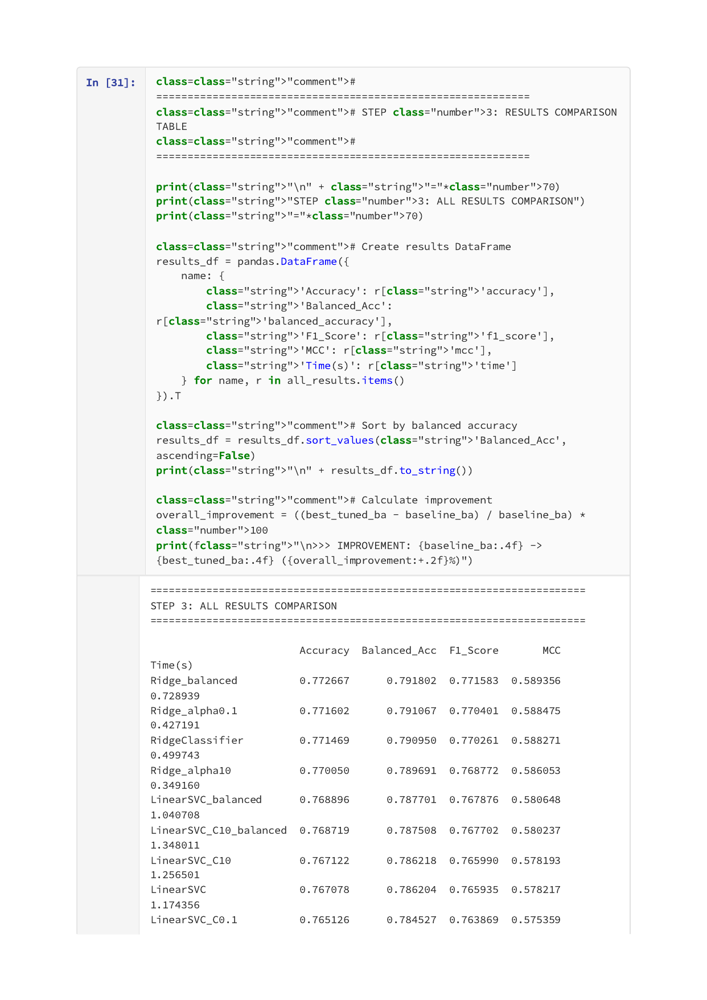 In [31]:
class=class="string">"comment">#
============================================================
class=class="string">"comment"># STEP class="number">3: RESULTS COMPARISON
TABLE
class=class="string">"comment">#
============================================================
print(class="string">"\n" + class="string">"="*class="number">70)
print(class="string">"STEP class="number">3: ALL RESULTS COMPARISON")
print(class="string">"="*class="number">70)
class=class="string">"comment"># Create results DataFrame
results_df = pandas.DataFrame({
    name: {
        class="string">'Accuracy': r[class="string">'accuracy'],
        class="string">'Balanced_Acc':
r[class="string">'balanced_accuracy'],
        class="string">'F1_Score': r[class="string">'f1_score'],
        class="string">'MCC': r[class="string">'mcc'],
        class="string">'Time(s)': r[class="string">'time']
    } for name, r in all_results.items()
}).T
class=class="string">"comment"># Sort by balanced accuracy
results_df = results_df.sort_values(class="string">'Balanced_Acc',
ascending=False)
print(class="string">"\n" + results_df.to_string())
class=class="string">"comment"># Calculate improvement
overall_improvement = ((best_tuned_ba - baseline_ba) / baseline_ba) *
class="number">100
print(fclass="string">"\n>>> IMPROVEMENT: {baseline_ba:.4f} ->
{best_tuned_ba:.4f} ({overall_improvement:+.2f}%)")
======================================================================
STEP 3: ALL RESULTS COMPARISON
======================================================================
                        Accuracy  Balanced_Acc  F1_Score       MCC
Time(s)
Ridge_balanced          0.772667      0.791802  0.771583  0.589356
0.728939
Ridge_alpha0.1          0.771602      0.791067  0.770401  0.588475
0.427191
RidgeClassifier         0.771469      0.790950  0.770261  0.588271
0.499743
Ridge_alpha10           0.770050      0.789691  0.768772  0.586053
0.349160
LinearSVC_balanced      0.768896      0.787701  0.767876  0.580648
1.040708
LinearSVC_C10_balanced  0.768719      0.787508  0.767702  0.580237
1.348011
LinearSVC_C10           0.767122      0.786218  0.765990  0.578193
1.256501
LinearSVC               0.767078      0.786204  0.765935  0.578217
1.174356
LinearSVC_C0.1          0.765126      0.784527  0.763869  0.575359